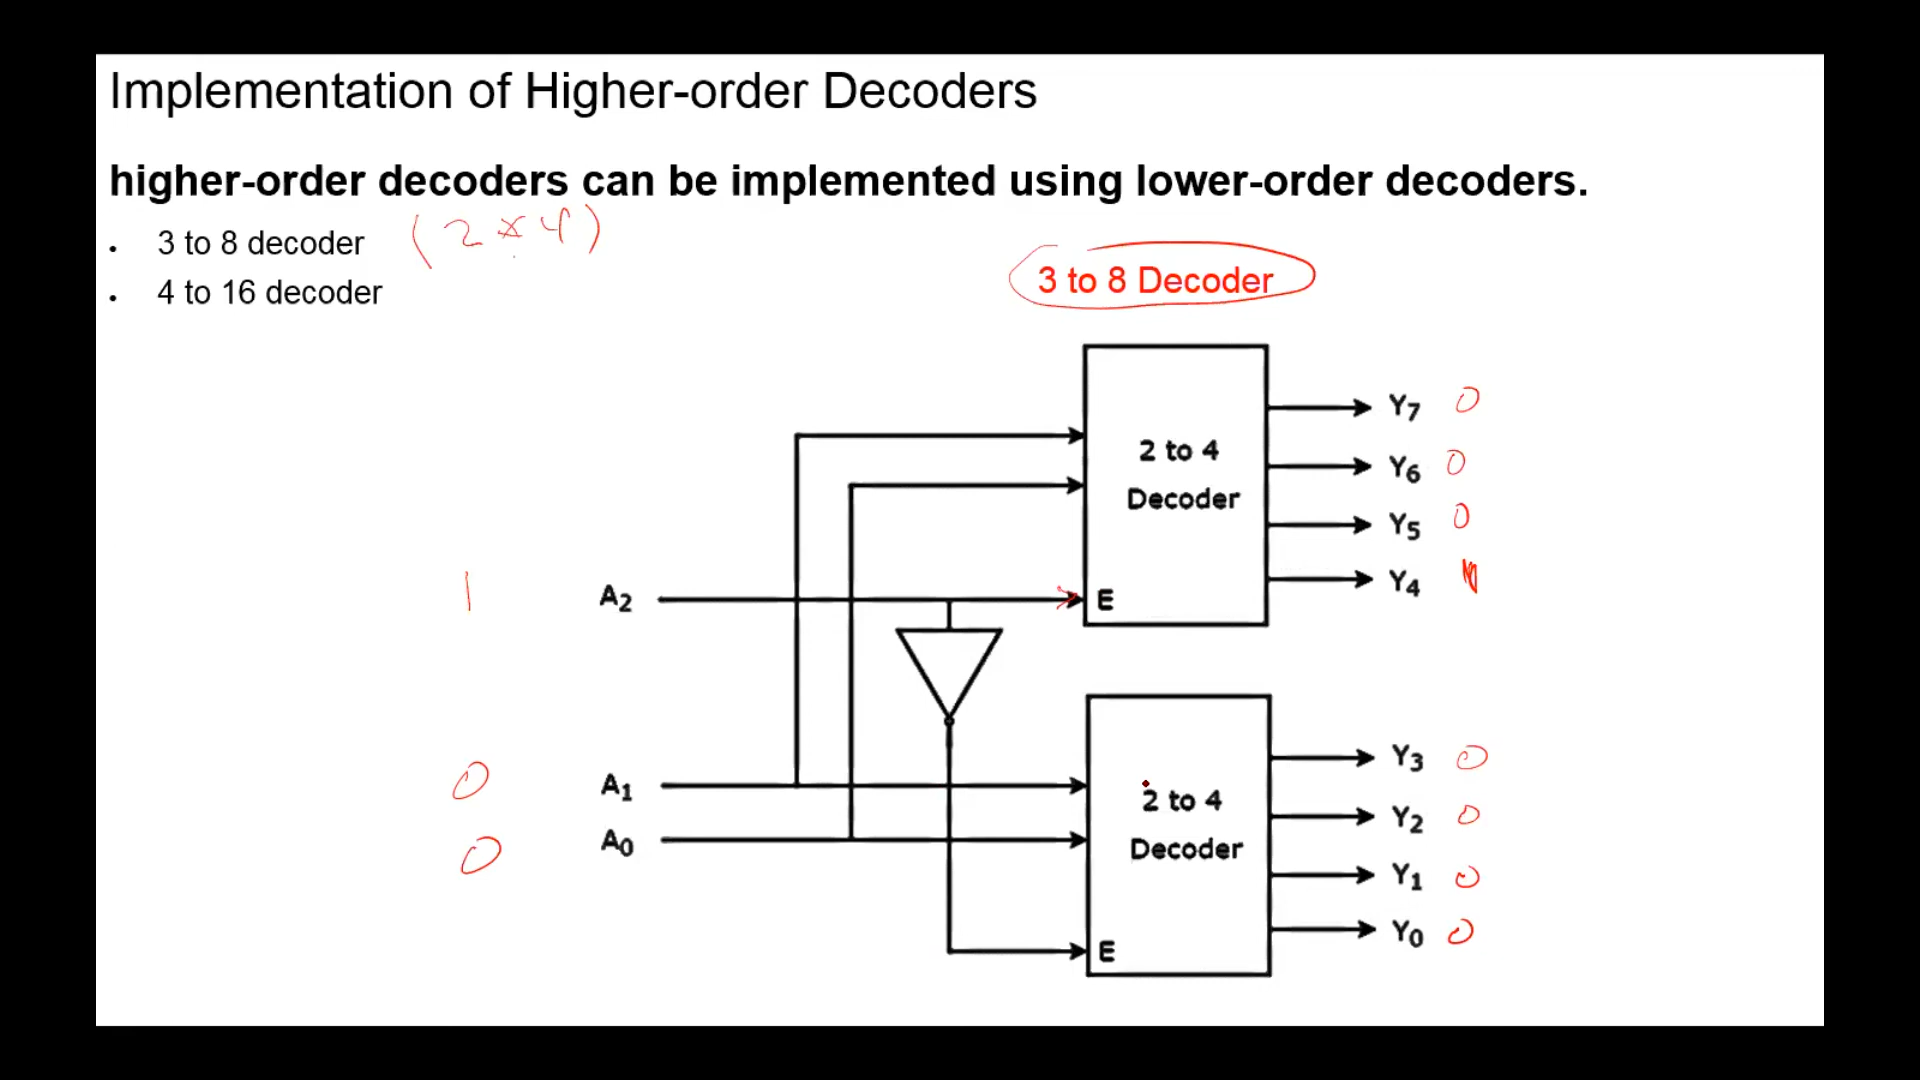 Implementation of Higher-order Decoders
higher-order decoders can be implemented using lower-order decoders.
• 3 to 8 decoder (2 × 4)
• 4 to 16 decoder
3 to 8 Decoder
2 to 4
Decoder
E
Y7 0
Y6 0
Y5 0
Y4
1 A2
0 A1
0 A0
2 to 4
Decoder
E
Y3 0
Y2 0
Y1 0
Y0 0